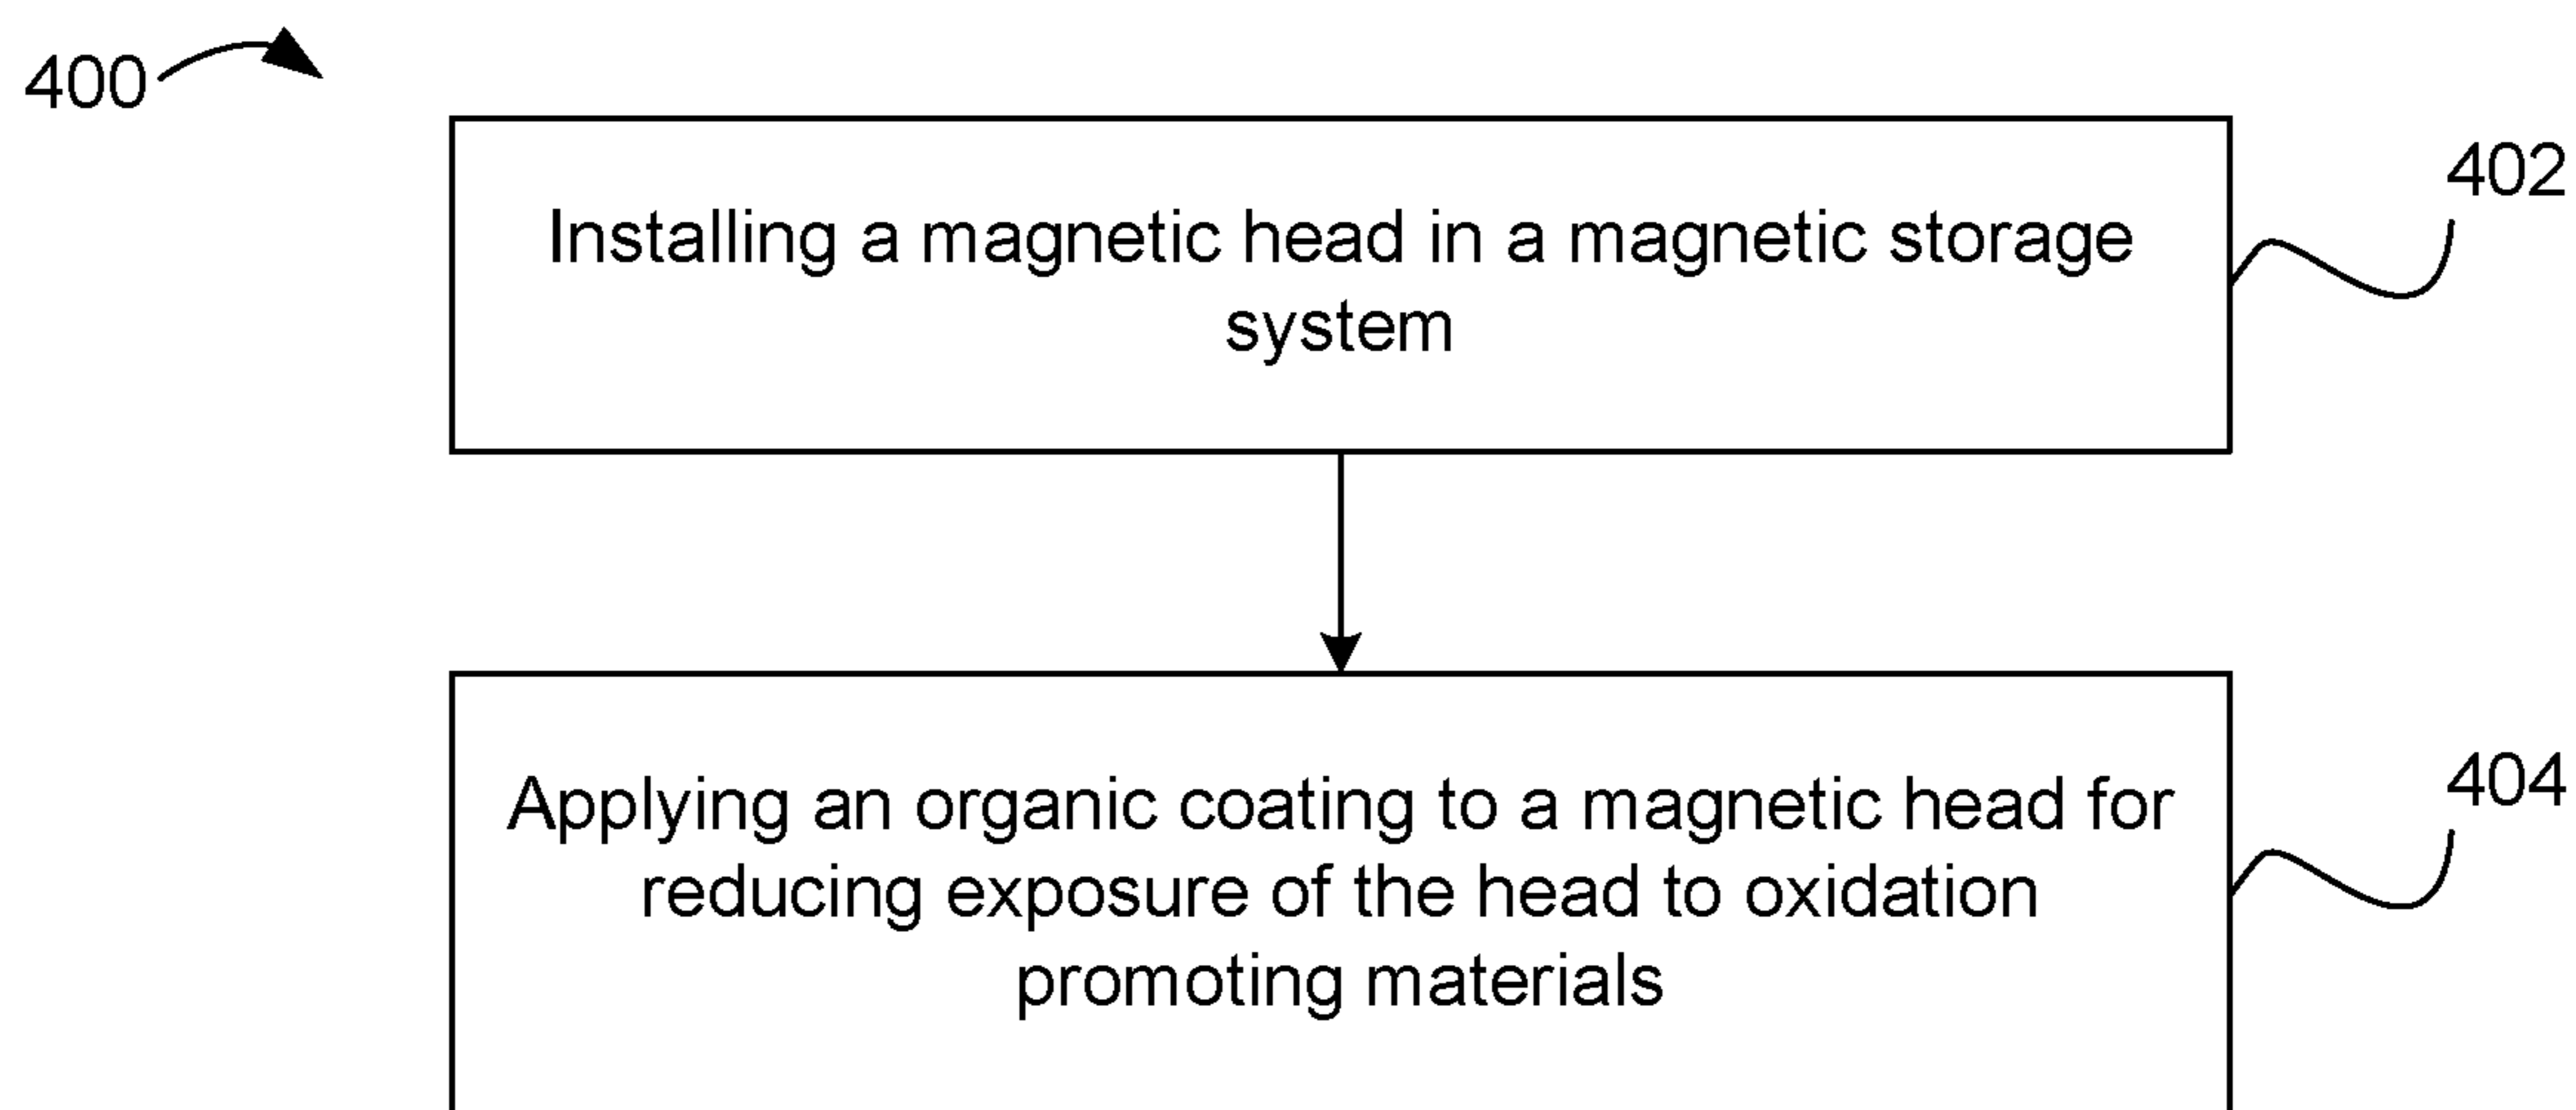 400
402
Installing a magnetic head in a magnetic storage
system
404
Applying an organic coating to a magnetic head for
reducing exposure of the head to oxidation
promoting materials